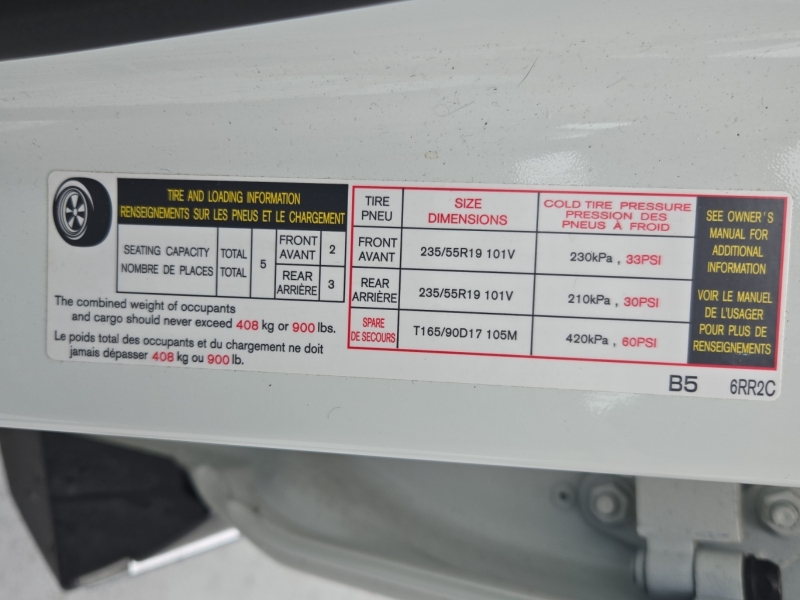 TIRE AND LOADING INFORMATION
RENSEIGNEMENTS SUR LES PNEUS ET LE CHARGEMENT
SEATING CAPACITY
NOMBRE DE PLACES
TOTAL
TOTAL
5
FRONT
AVANT
2
REAR
ARRIÈRE
3
The combined weight of occupants
and cargo should never exceed 408 kg or 900 lbs.
Le poids total des occupants et du chargement ne doit
jamais dépasser 408 kg ou 900 lb.
TIRE
PNEU
SIZE
DIMENSIONS
COLD TIRE PRESSURE
PRESSION DES
PNEUS À FROID
FRONT
AVANT
235/55R19 101V
230kPa , 33PSI
REAR
ARRIÈRE
235/55R19 101V
210kPa , 30PSI
SPARE
DE SECOURS
T165/90D17 105M
420kPa , 60PSI
SEE OWNER'S
MANUAL FOR
ADDITIONAL
INFORMATION
VOIR LE MANUEL
DE L'USAGER
POUR PLUS DE
RENSEIGNEMENTS
B5 6RR2C